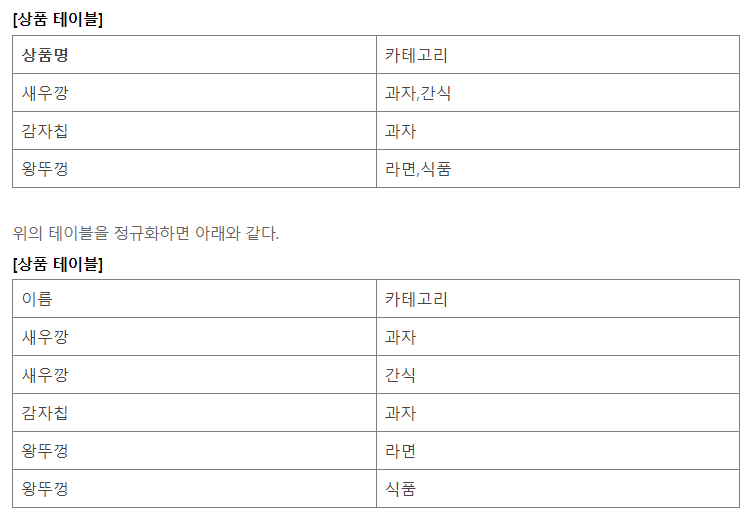 [상품 테이블]
상품명 카테고리
새우깡 과자,간식
감자칩 과자
왕뚜껑 라면,식품
위의 테이블을 정규화하면 아래와 같다.
[상품 테이블]
이름 카테고리
새우깡 과자
새우깡 간식
감자칩 과자
왕뚜껑 라면
왕뚜껑 식품